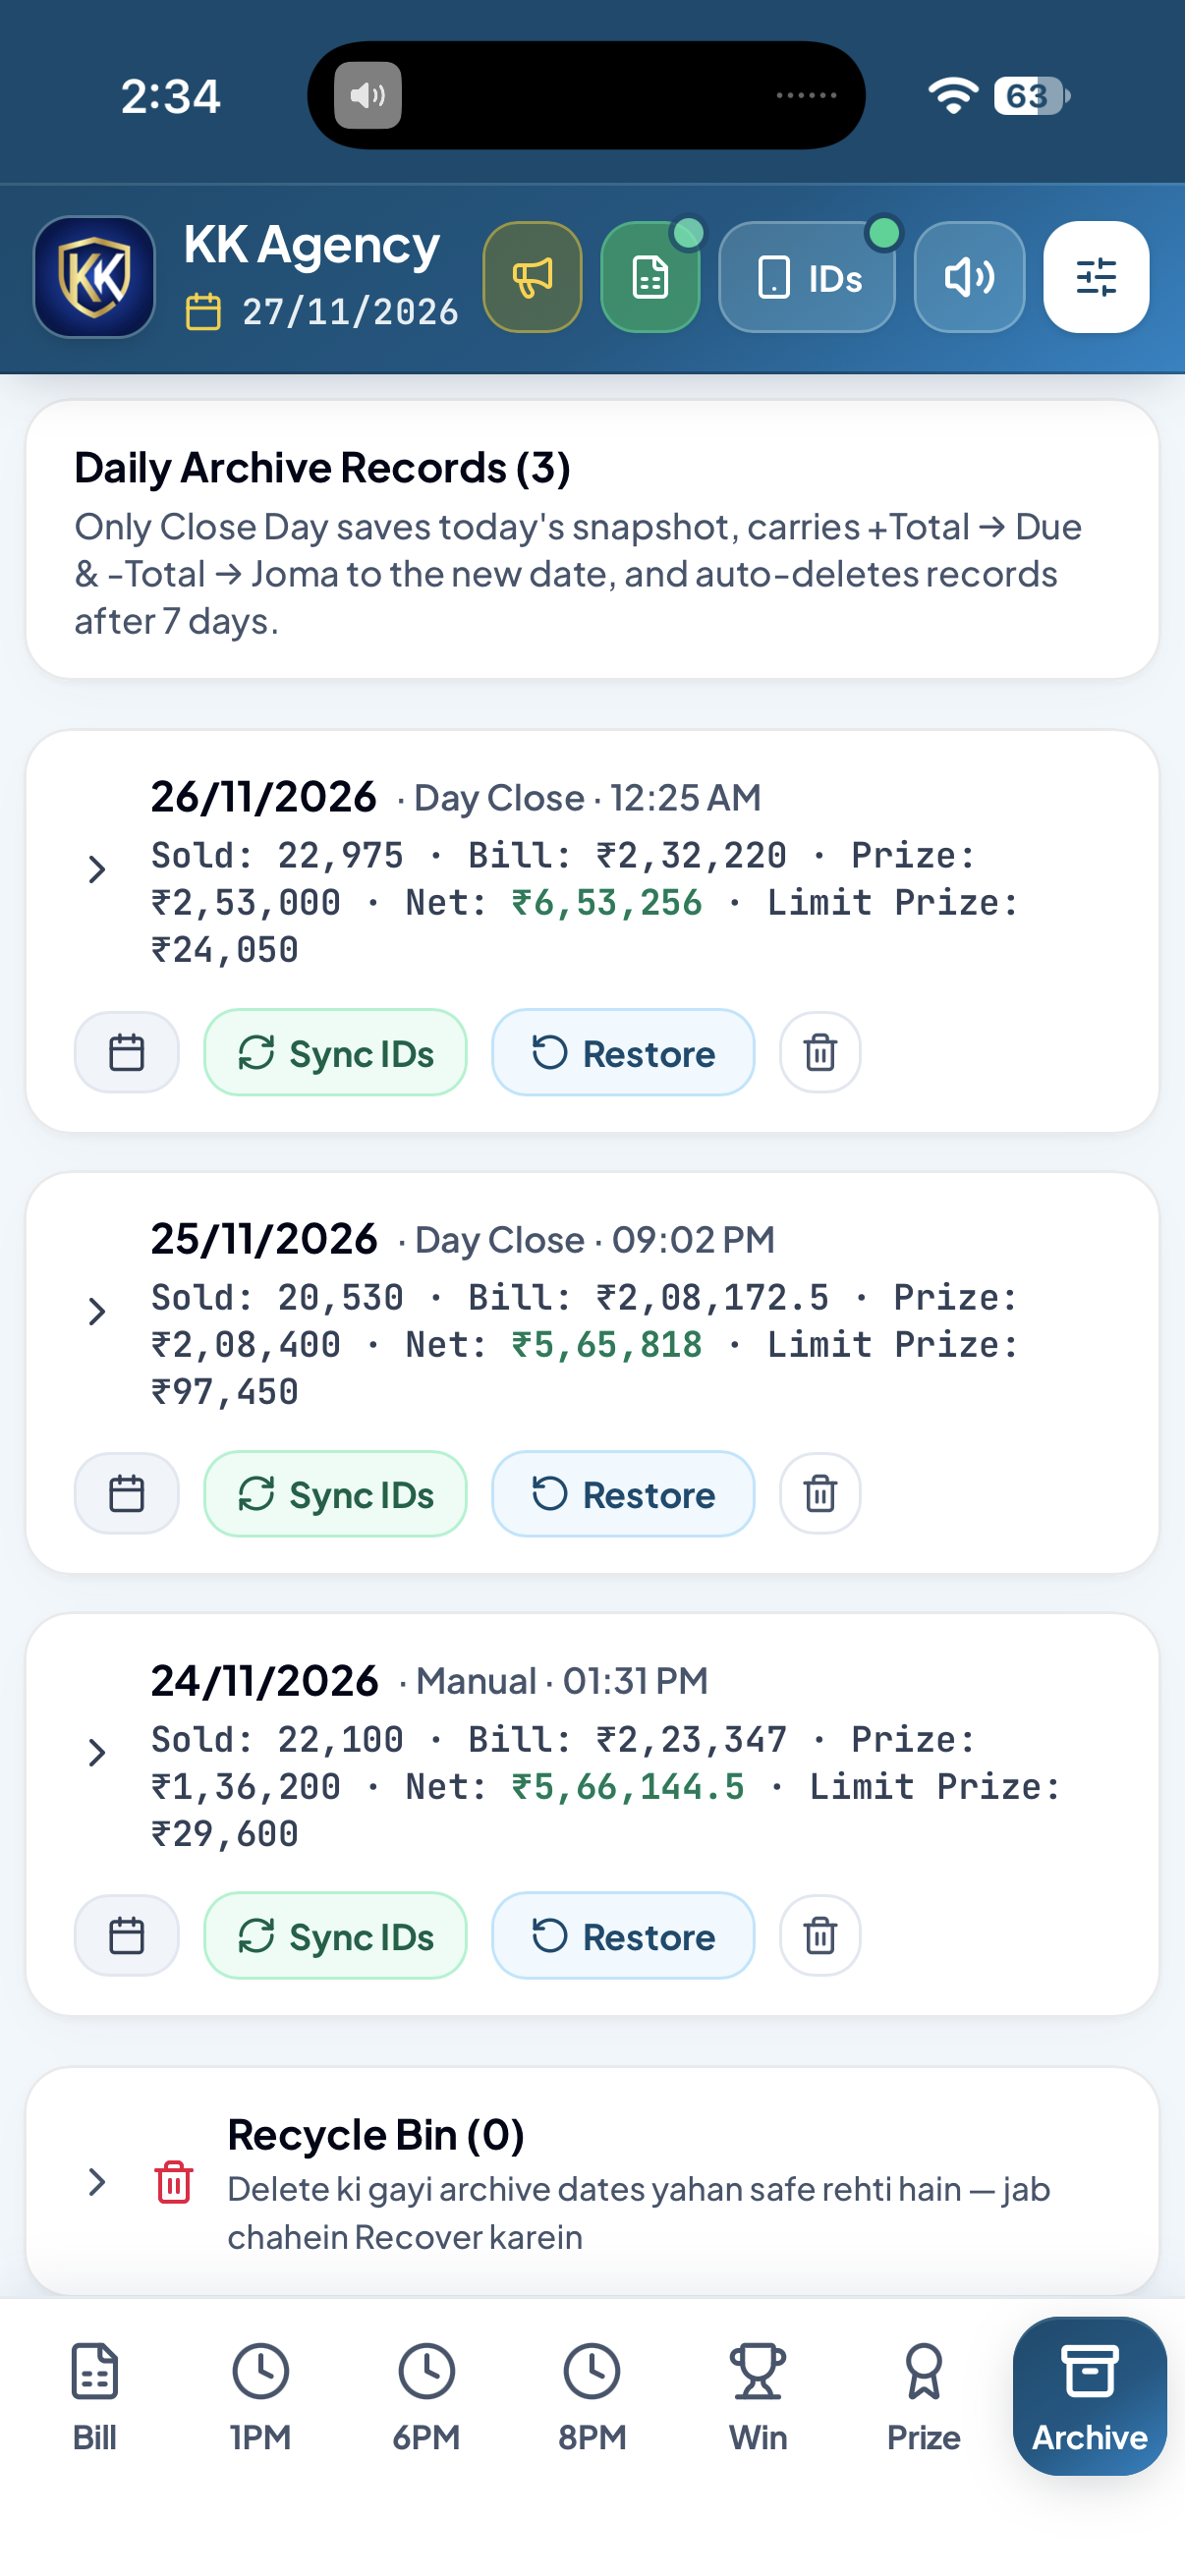 2:34
63
KK
KK Agency
27/11/2026
IDs
Daily Archive Records (3)
Only Close Day saves today's snapshot, carries +Total → Due
& -Total → Joma to the new date, and auto-deletes records
after 7 days.
26/11/2026 · Day Close · 12:25 AM
Sold: 22,975 · Bill: ₹2,32,220 · Prize:
₹2,53,000 · Net: ₹6,53,256 · Limit Prize:
₹24,050
Sync IDs Restore
25/11/2026 · Day Close · 09:02 PM
Sold: 20,530 · Bill: ₹2,08,172.5 · Prize:
₹2,08,400 · Net: ₹5,65,818 · Limit Prize:
₹97,450
Sync IDs Restore
24/11/2026 · Manual · 01:31 PM
Sold: 22,100 · Bill: ₹2,23,347 · Prize:
₹1,36,200 · Net: ₹5,66,144.5 · Limit Prize:
₹29,600
Sync IDs Restore
Recycle Bin (0)
Delete ki gayi archive dates yahan safe rehti hain — jab
chahein Recover karein
Bill 1PM 6PM 8PM Win Prize Archive